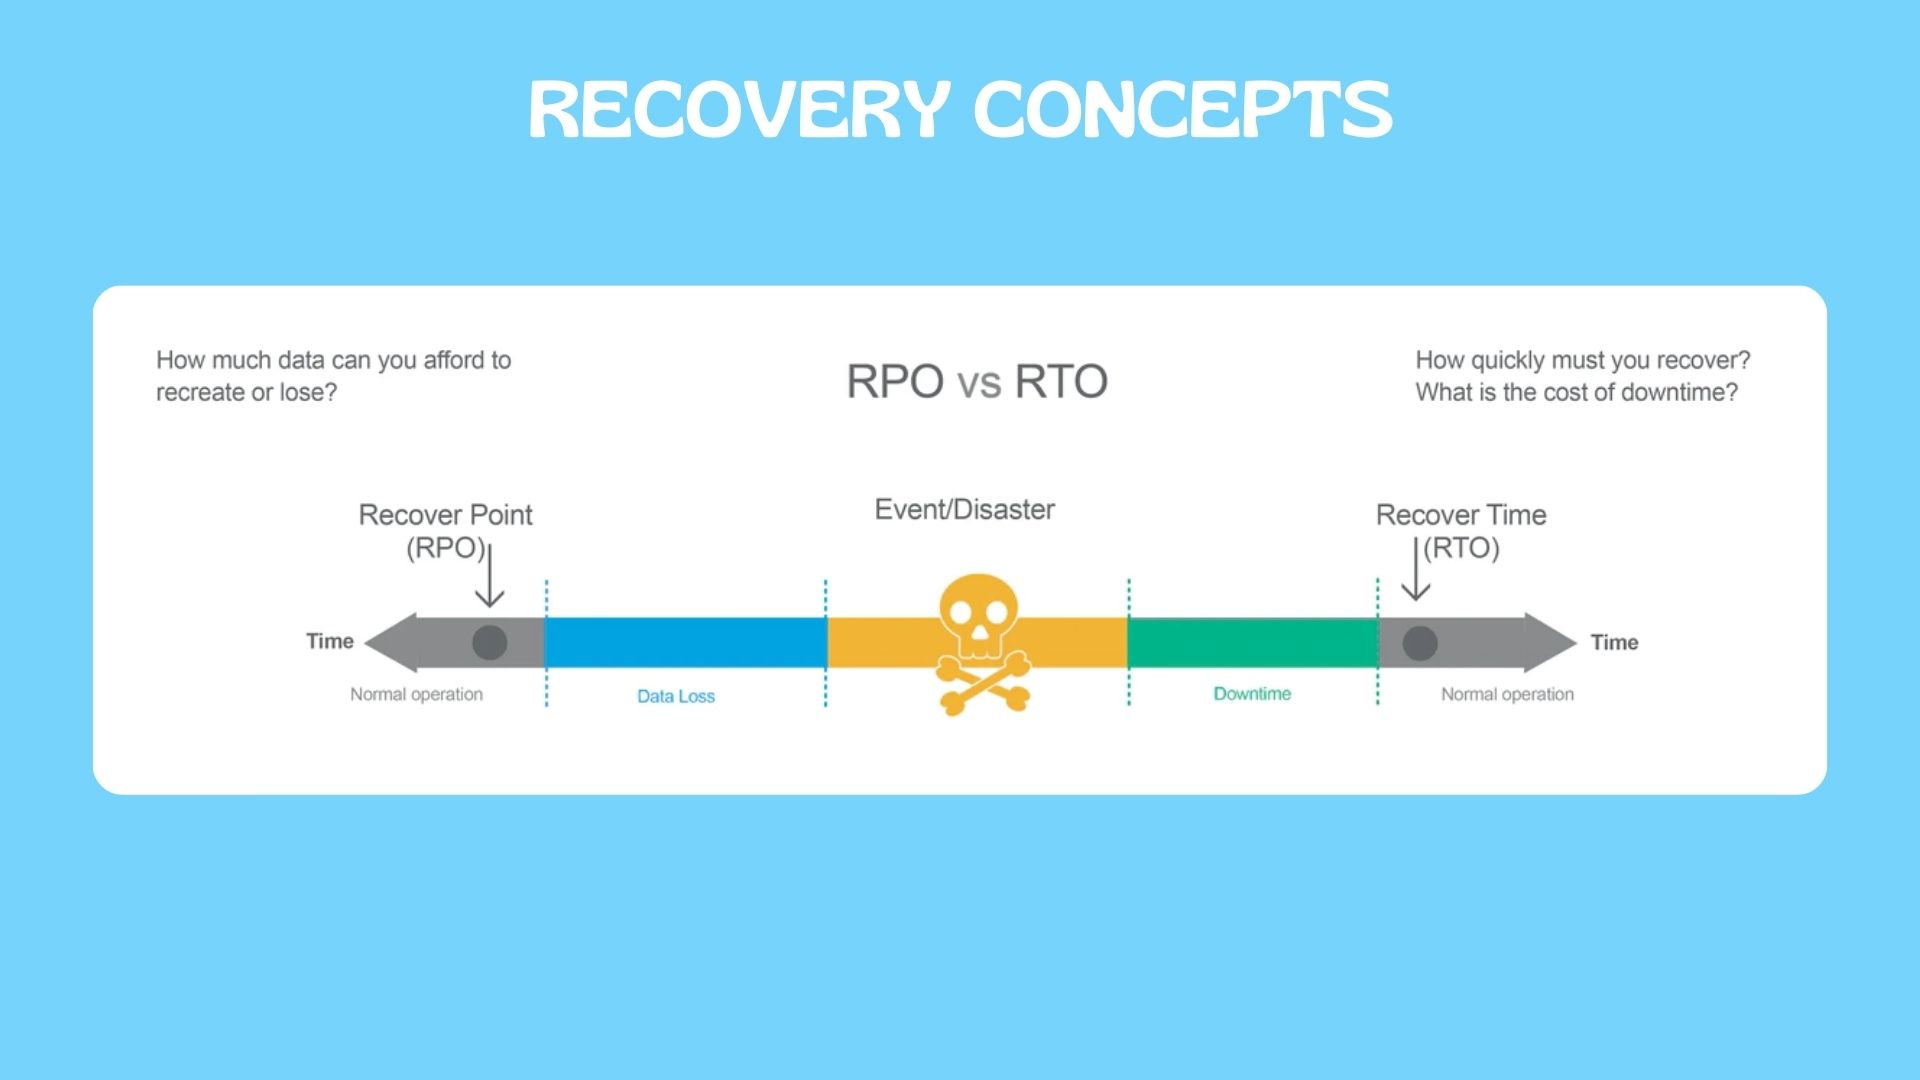 RECOVERY CONCEPTS
How much data can you afford to
recreate or lose?
RPO vs RTO
How quickly must you recover?
What is the cost of downtime?
Recover Point
(RPO)
Event/Disaster
Recover Time
(RTO)
Time
Time
Normal operation
Data Loss
Downtime
Normal operation